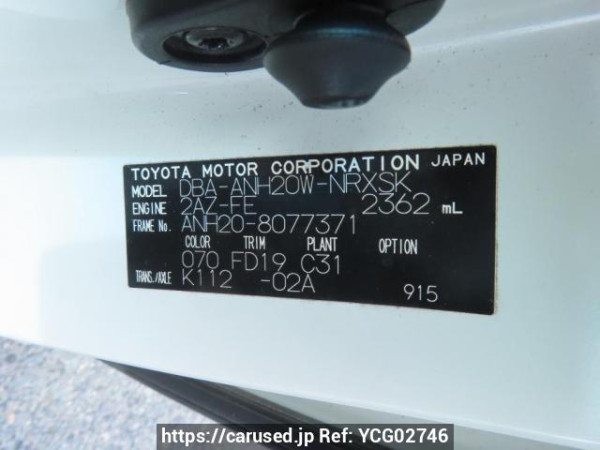 TOYOTA MOTOR CORPORATION JAPAN
MODEL DBA-ANH20W-NRXSK
ENGINE 2AZ-FE 2362 mL
FRAME No. ANH20-8077371
COLOR TRIM PLANT OPTION
070 FD19 C31
TRANS./AXLE K112 -02A
915
https://carused.jp Ref: YCG02746